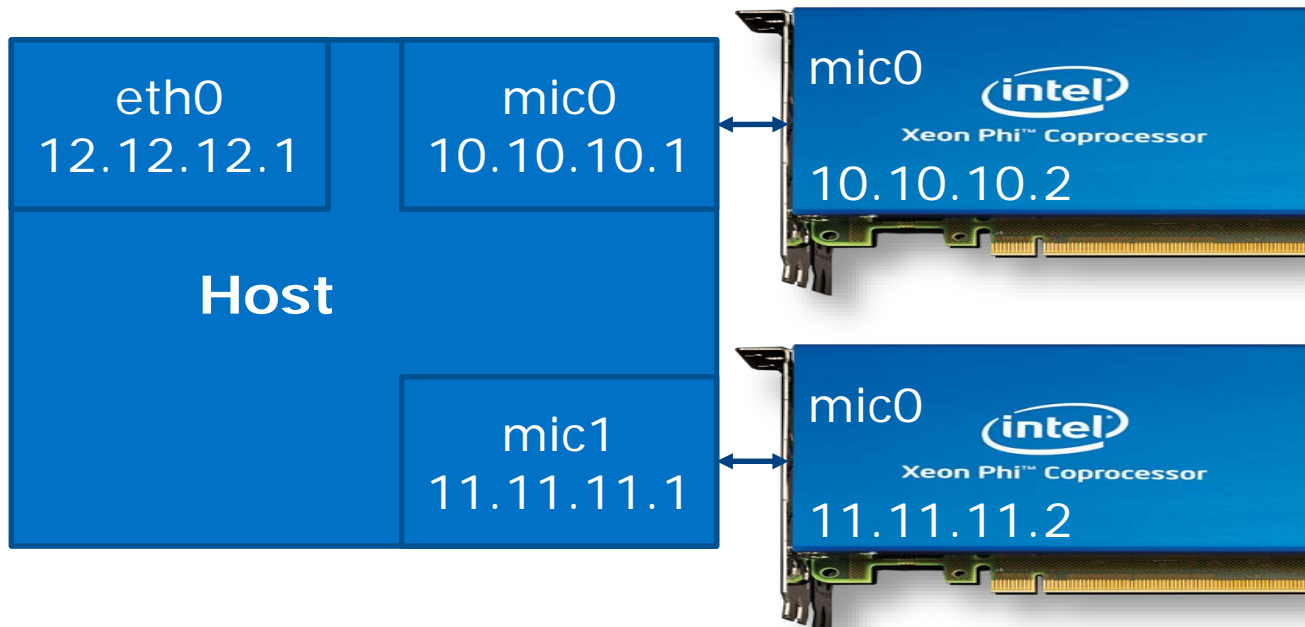 eth0
12.12.12.1
mic0
10.10.10.1
Host
mic1
11.11.11.1
mic0
intel
Xeon Phi™ Coprocessor
10.10.10.2
mic0
intel
Xeon Phi™ Coprocessor
11.11.11.2